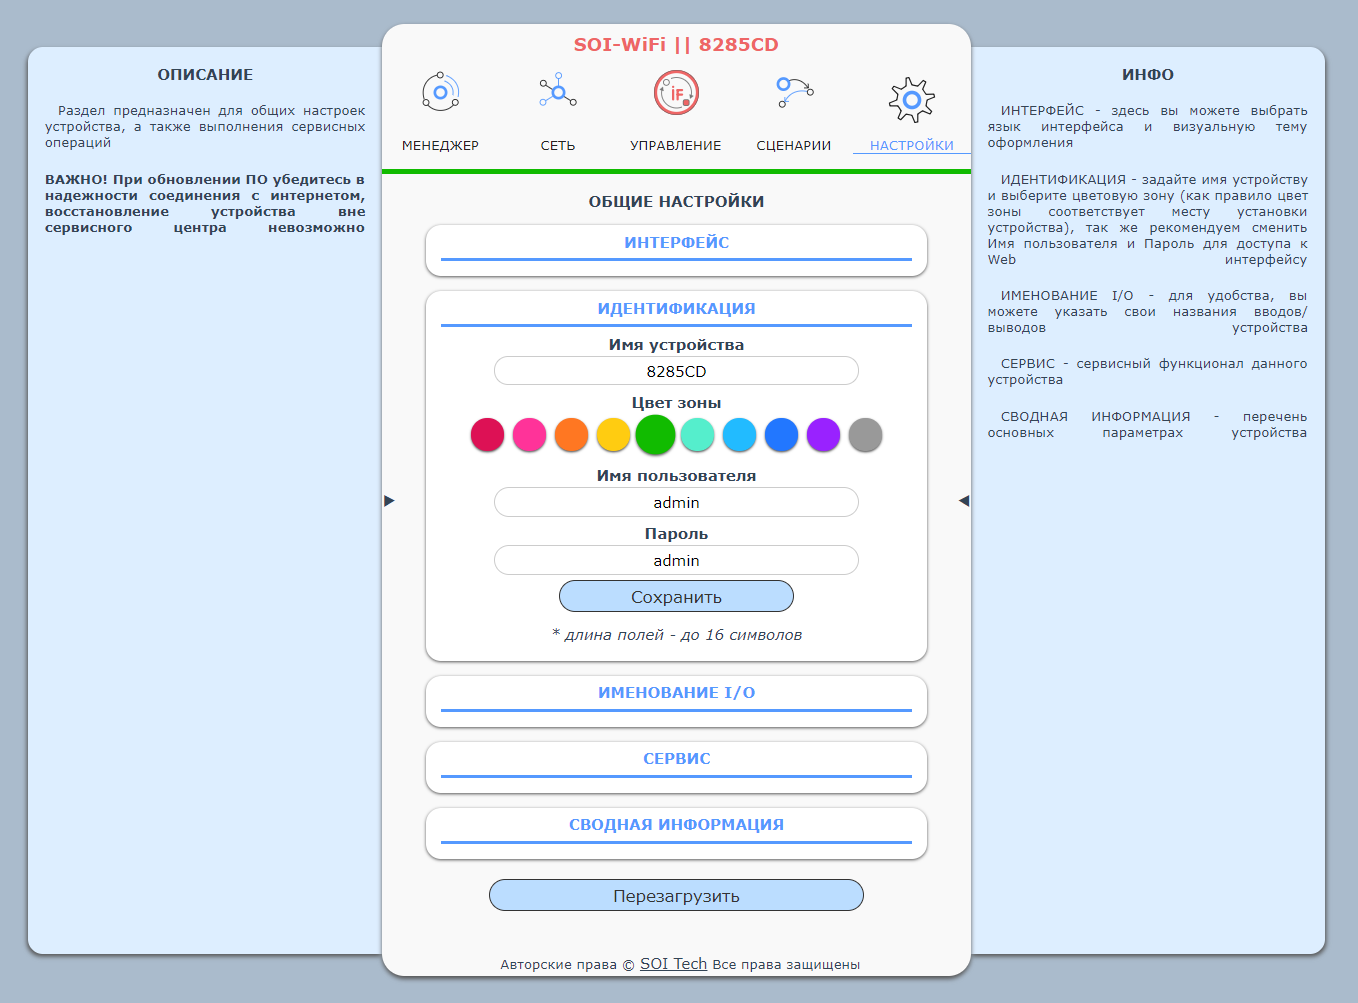 SOI-WiFi || 8285CD
МЕНЕДЖЕР
СЕТЬ
iF
УПРАВЛЕНИЕ
СЦЕНАРИИ
НАСТРОЙКИ
ОПИСАНИЕ
Раздел предназначен для общих настроек
устройства, а также выполнения сервисных
операций
ВАЖНО! При обновлении ПО убедитесь в
надежности соединения с интернетом,
восстановление устройства вне
сервисного центра невозможно
ОБЩИЕ НАСТРОЙКИ
ИНТЕРФЕЙС
ИДЕНТИФИКАЦИЯ
Имя устройства
8285CD
Цвет зоны
Имя пользователя
admin
Пароль
admin
Сохранить
* длина полей - до 16 символов
ИМЕНОВАНИЕ I/O
СЕРВИС
СВОДНАЯ ИНФОРМАЦИЯ
Перезагрузить
Авторские права © SOI Tech Все права защищены
ИНФО
ИНТЕРФЕЙС - здесь вы можете выбрать
язык интерфейса и визуальную тему
оформления
ИДЕНТИФИКАЦИЯ - задайте имя устройству
и выберите цветовую зону (как правило цвет
зоны соответствует месту установки
устройства), так же рекомендуем сменить
Имя пользователя и Пароль для доступа к
Web интерфейсу
ИМЕНОВАНИЕ I/O - для удобства, вы
можете указать свои названия вводов/
выводов устройства
СЕРВИС - сервисный функционал данного
устройства
СВОДНАЯ ИНФОРМАЦИЯ - перечень
основных параметрах устройства